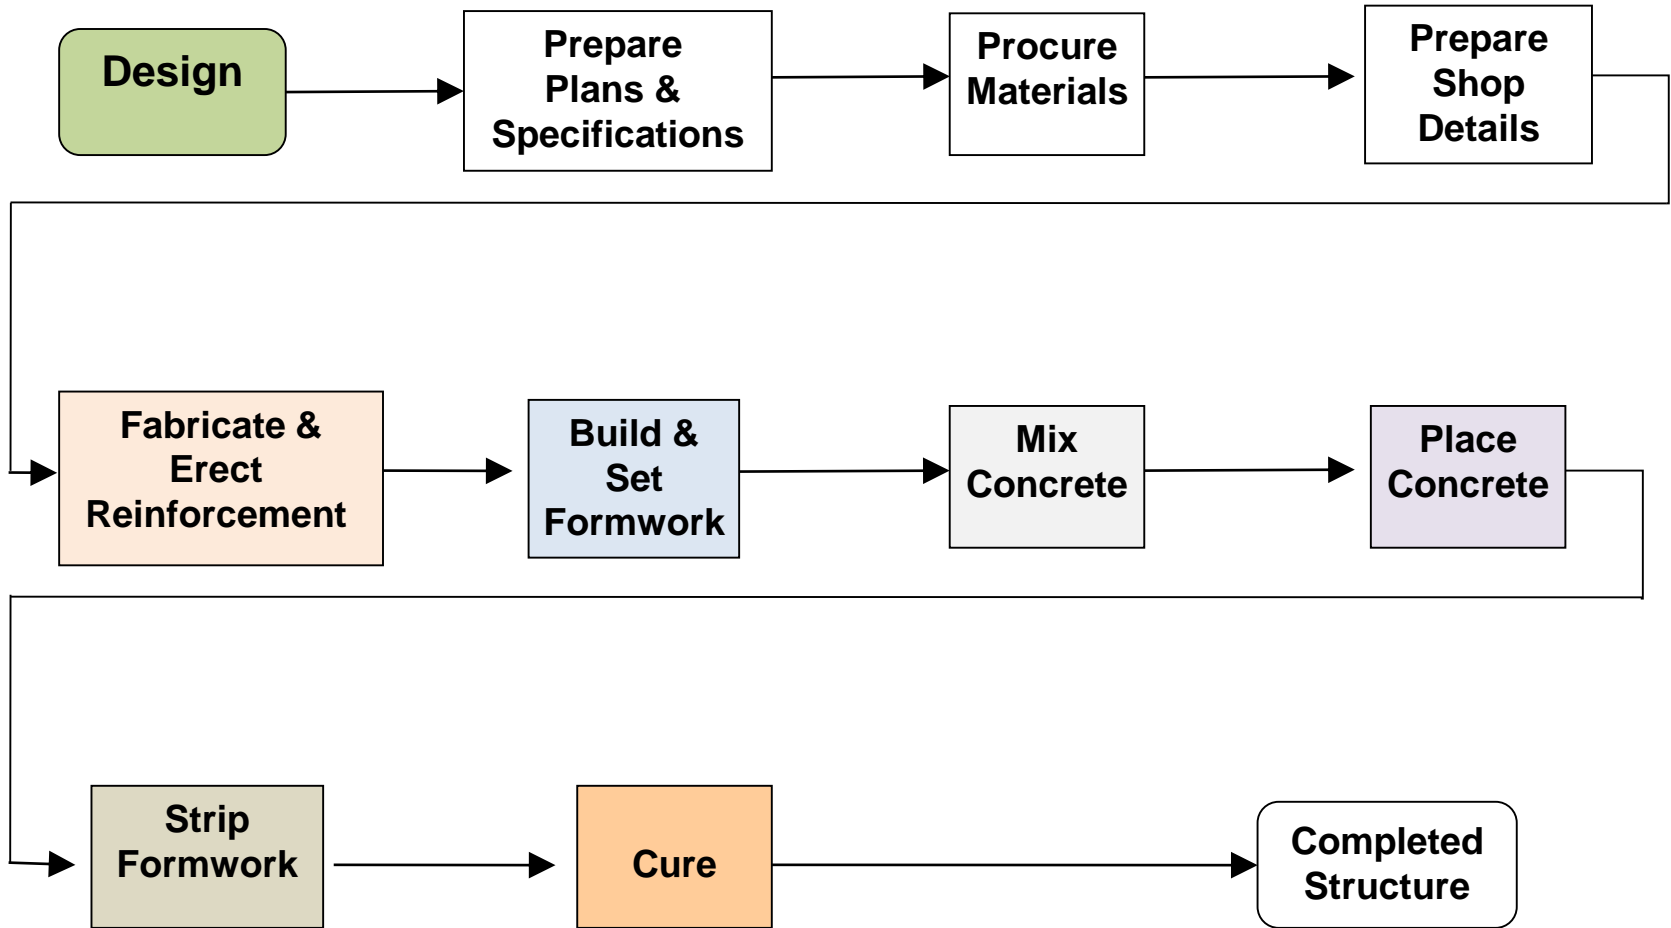 Design
Prepare
Plans &
Specifications
Procure
Materials
Prepare
Shop
Details
Fabricate &
Erect
Reinforcement
Build &
Set
Formwork
Mix
Concrete
Place
Concrete
Strip
Formwork
Cure
Completed
Structure